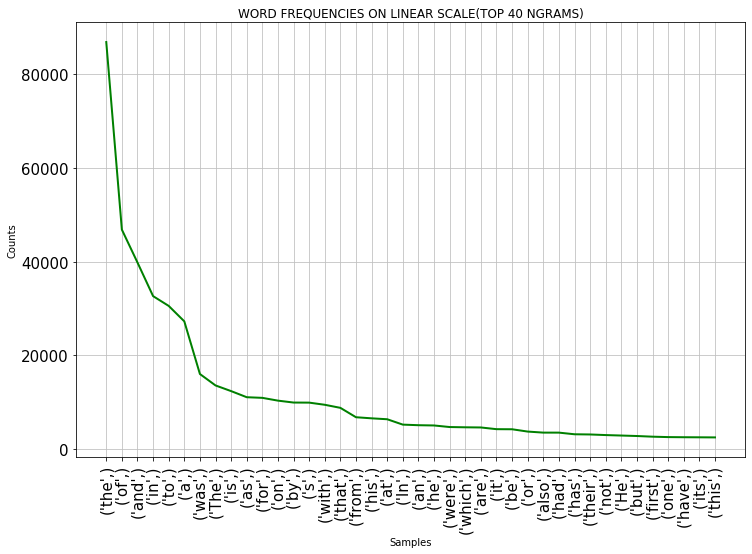 WORD FREQUENCIES ON LINEAR SCALE(TOP 40 NGRAMS)
80000
60000
40000
20000
0
Counts
('the',)
('of',)
('and',)
('in',)
('to',)
('a',)
('was',)
('The',)
('is',)
('as',)
('for',)
('on',)
('by',)
('s',)
('with',)
('that',)
('from',)
('his',)
('at',)
('In',)
('an',)
('he',)
('were',)
('which',)
('are',)
('it',)
('be',)
('or',)
('also',)
('had',)
('has',)
('their',)
('not',)
('He',)
('but',)
('first',)
('one',)
('have',)
('its',)
('this',)
Samples